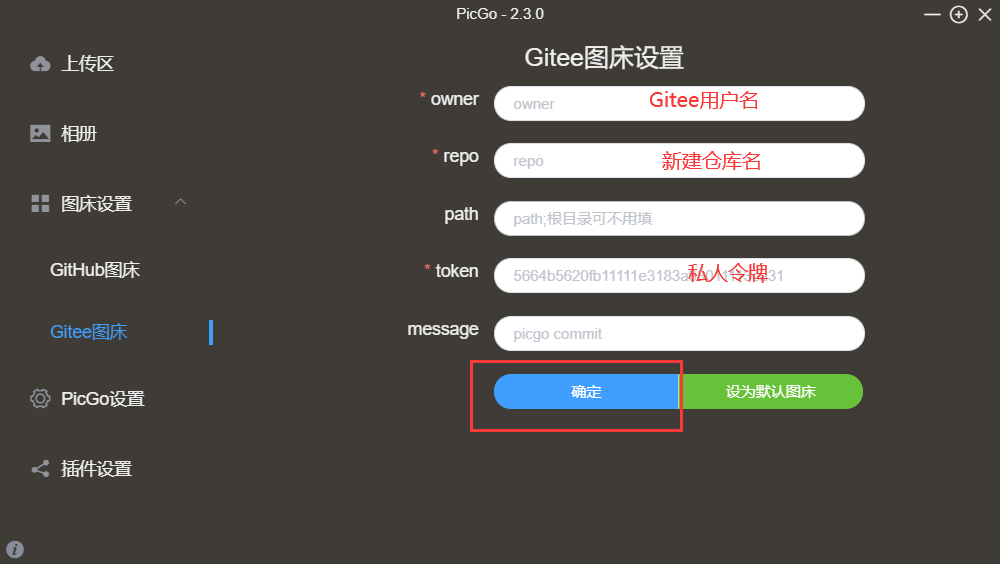 PicGo - 2.3.0
上传区
相册
图床设置
GitHub图床
Gitee图床
PicGo设置
插件设置
Gitee图床设置
* owner
owner
Gitee用户名
* repo
repo
新建仓库名
path
path;根目录可不用填
* token
私人令牌
message
picgo commit
确定
设为默认图床